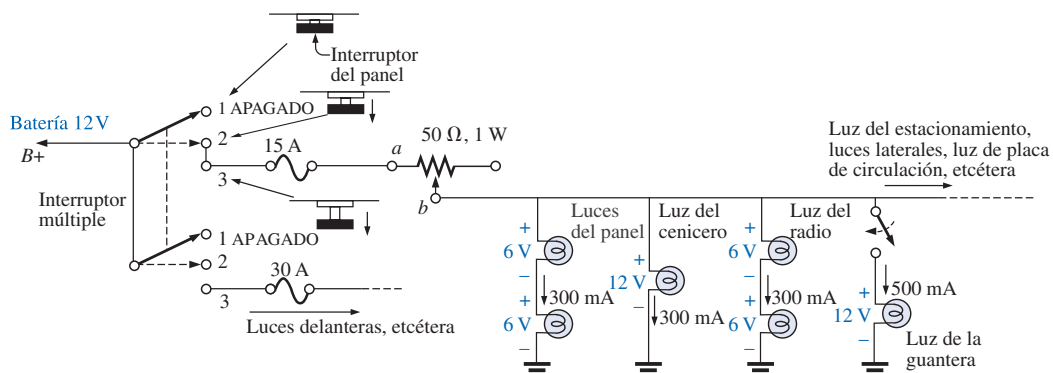 Interruptor
del panel
1 APAGADO
Batería 12 V
B+
2
15 A
a
50 Ω, 1 W
3
b
Interruptor
múltiple
1 APAGADO
2
30 A
3
Luces delanteras, etcétera
Luz del estacionamiento,
luces laterales, luz de placa
de circulación, etcétera
Luces
del panel
Luz del
cenicero
Luz del
radio
+
6 V
–
300 mA
+
6 V
–
+
12 V
–
300 mA
+
6 V
–
300 mA
+
6 V
–
500 mA
+
12 V
–
Luz de la
guantera